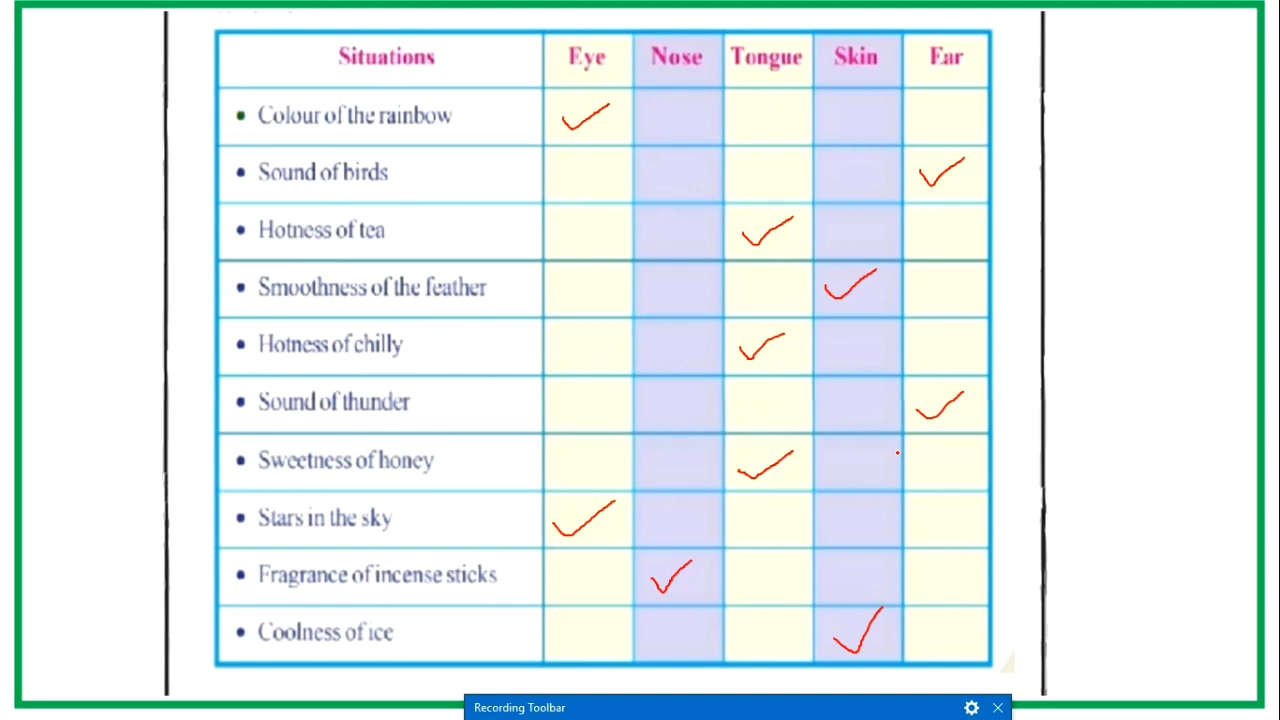 Situations Eye Nose Tongue Skin Ear
• Colour of the rainbow ✓
• Sound of birds ✓
• Hotness of tea ✓
• Smoothness of the feather ✓
• Hotness of chilly ✓
• Sound of thunder ✓
• Sweetness of honey ✓
• Stars in the sky ✓
• Fragrance of incense sticks ✓
• Coolness of ice ✓
Recording Toolbar